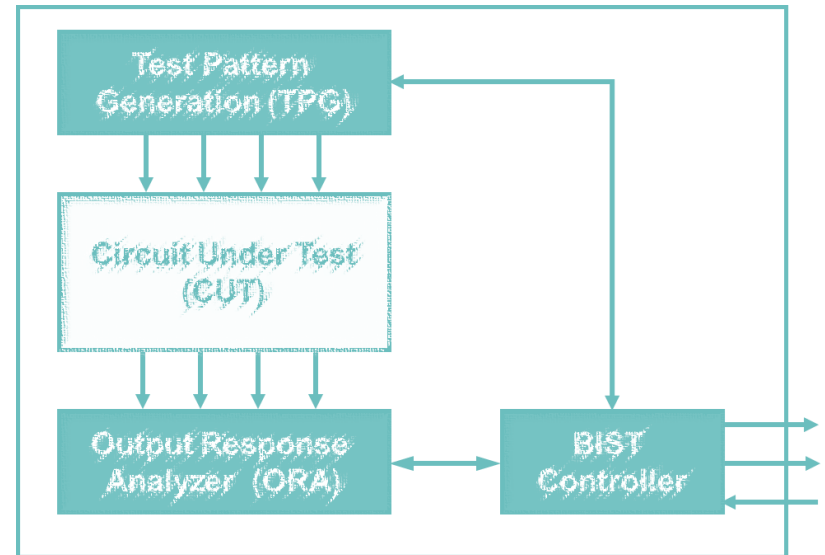 Test Pattern
Generation (TPG)
Circuit Under Test
(CUT)
Output Response
Analyzer (ORA)
BIST
Controller